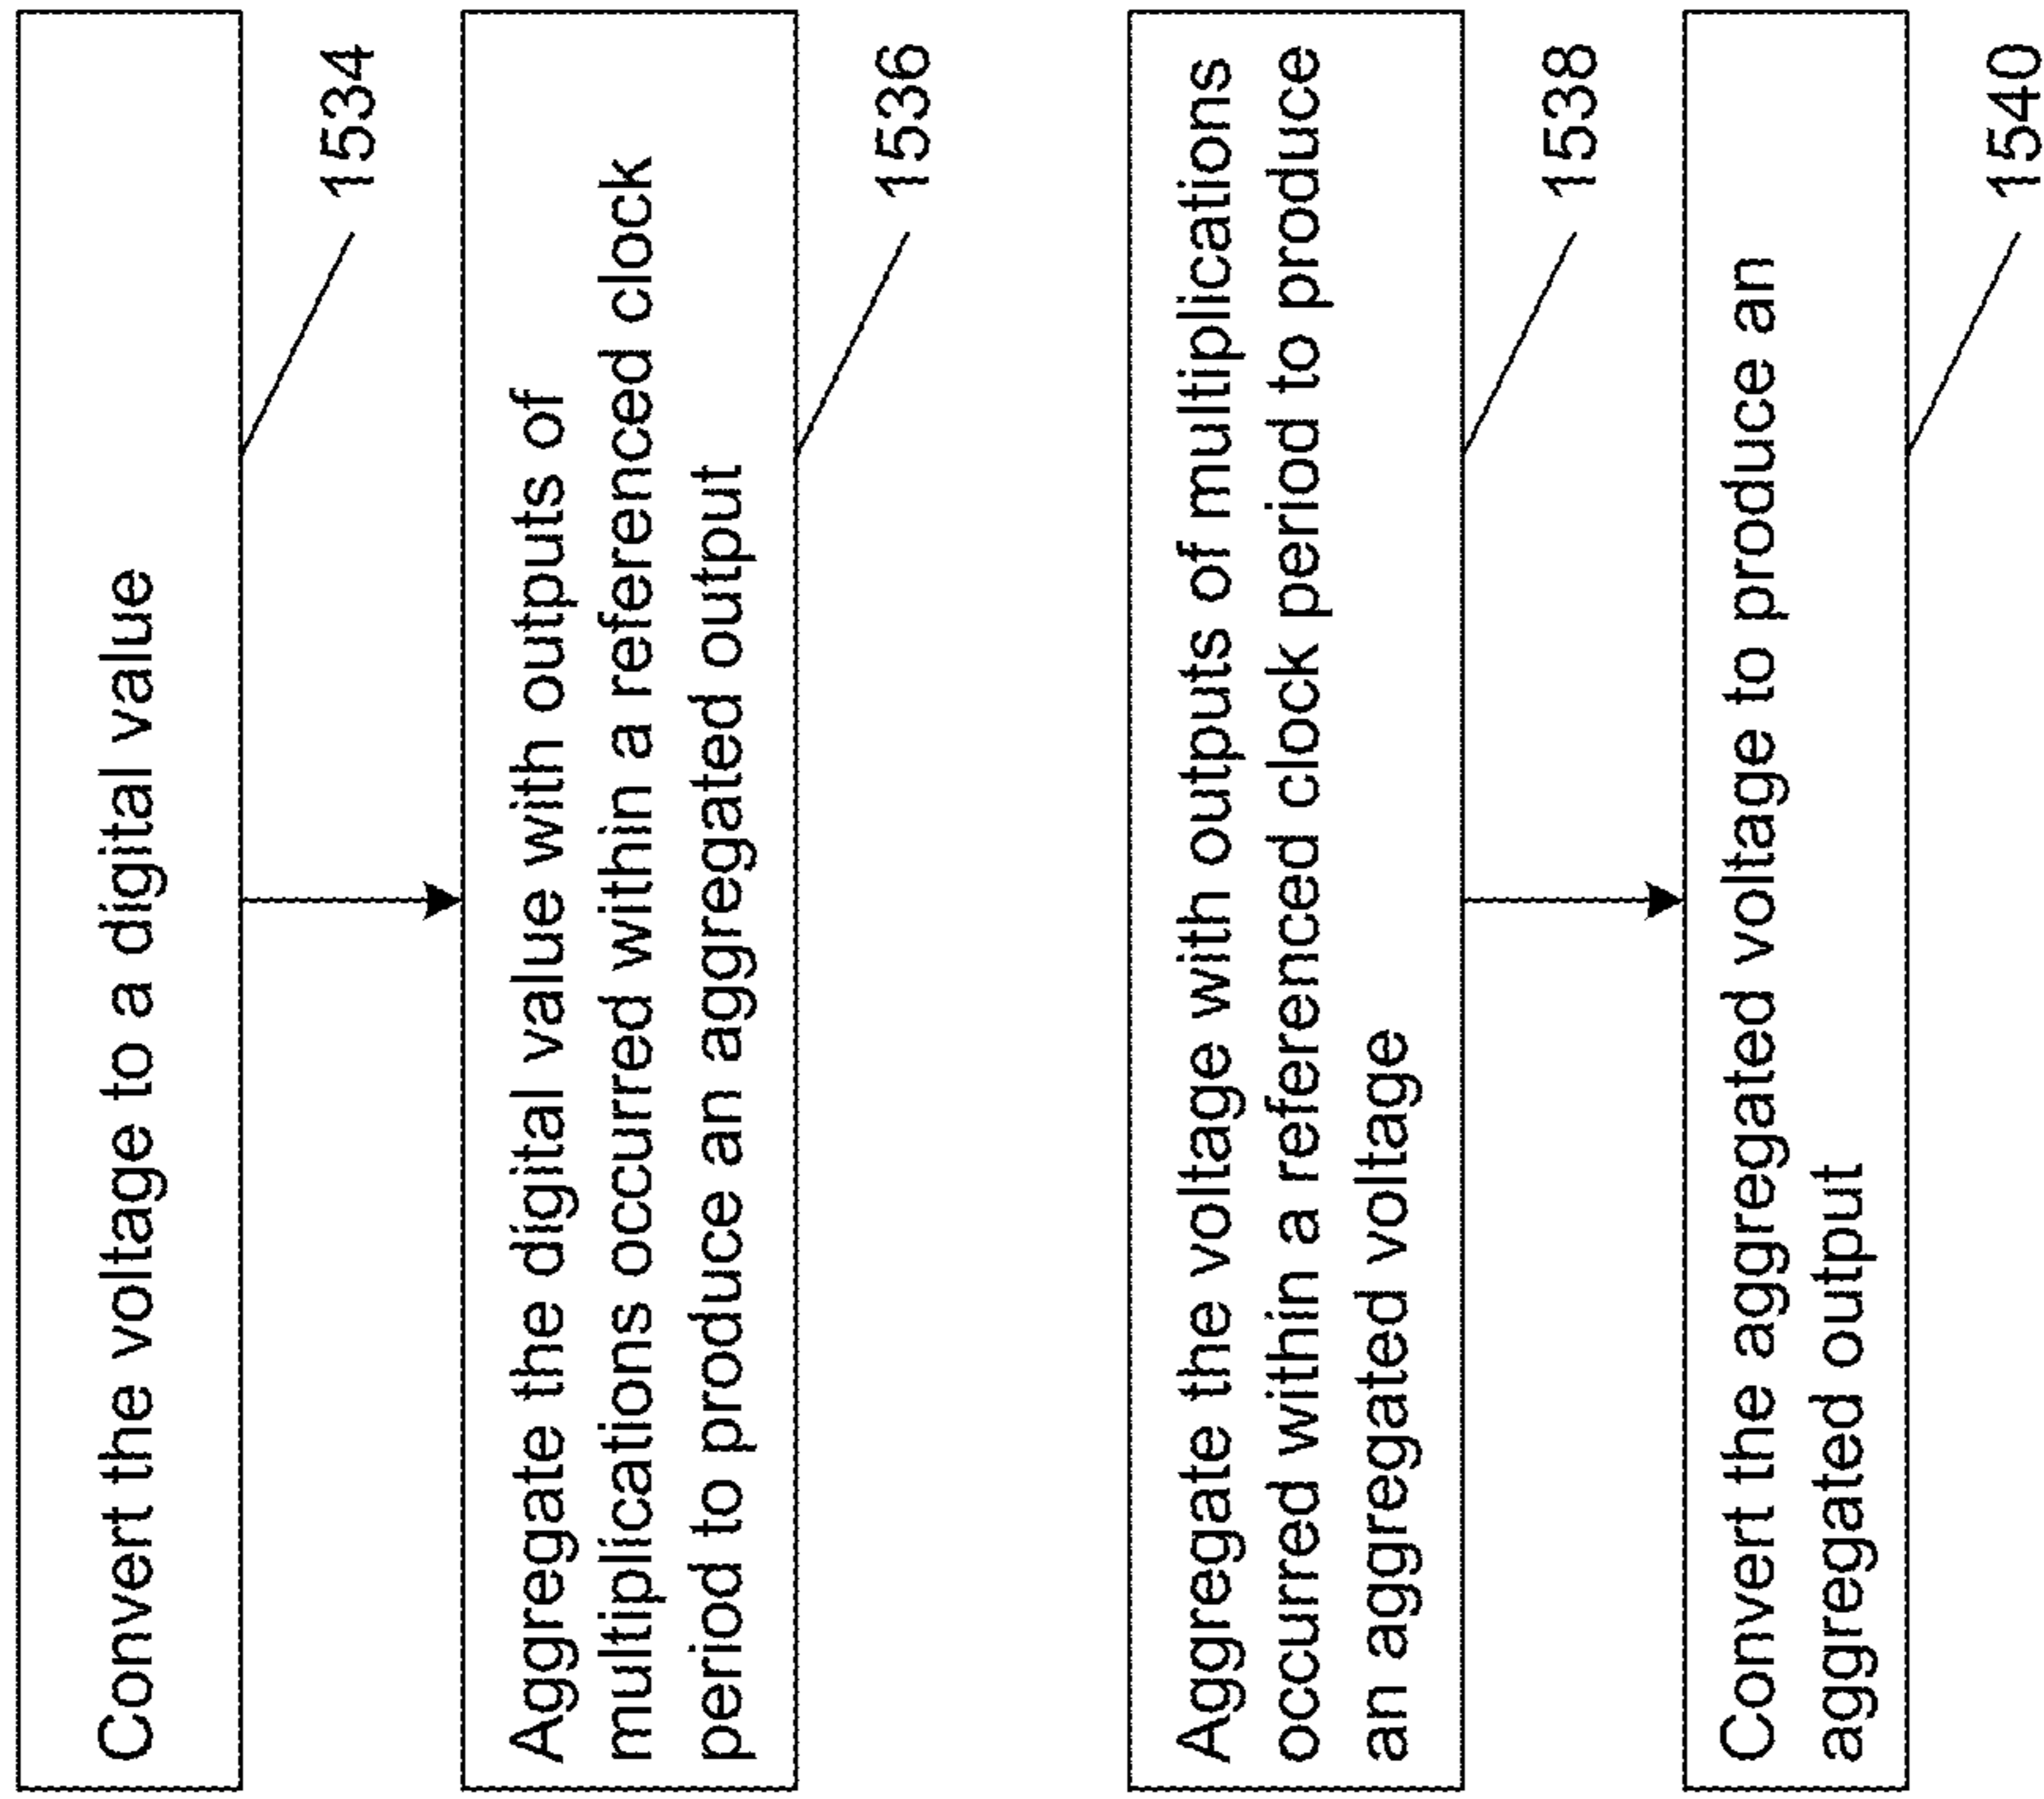 Convert the voltage to a digital value
1534
Aggregate the digital value with outputs of
multiplications occurred within a referenced clock
period to produce an aggregated output
1536
Aggregate the voltage with outputs of multiplications
occurred within a referenced clock period to produce
an aggregated voltage
1538
Convert the aggregated voltage to produce an
aggregated output
1540